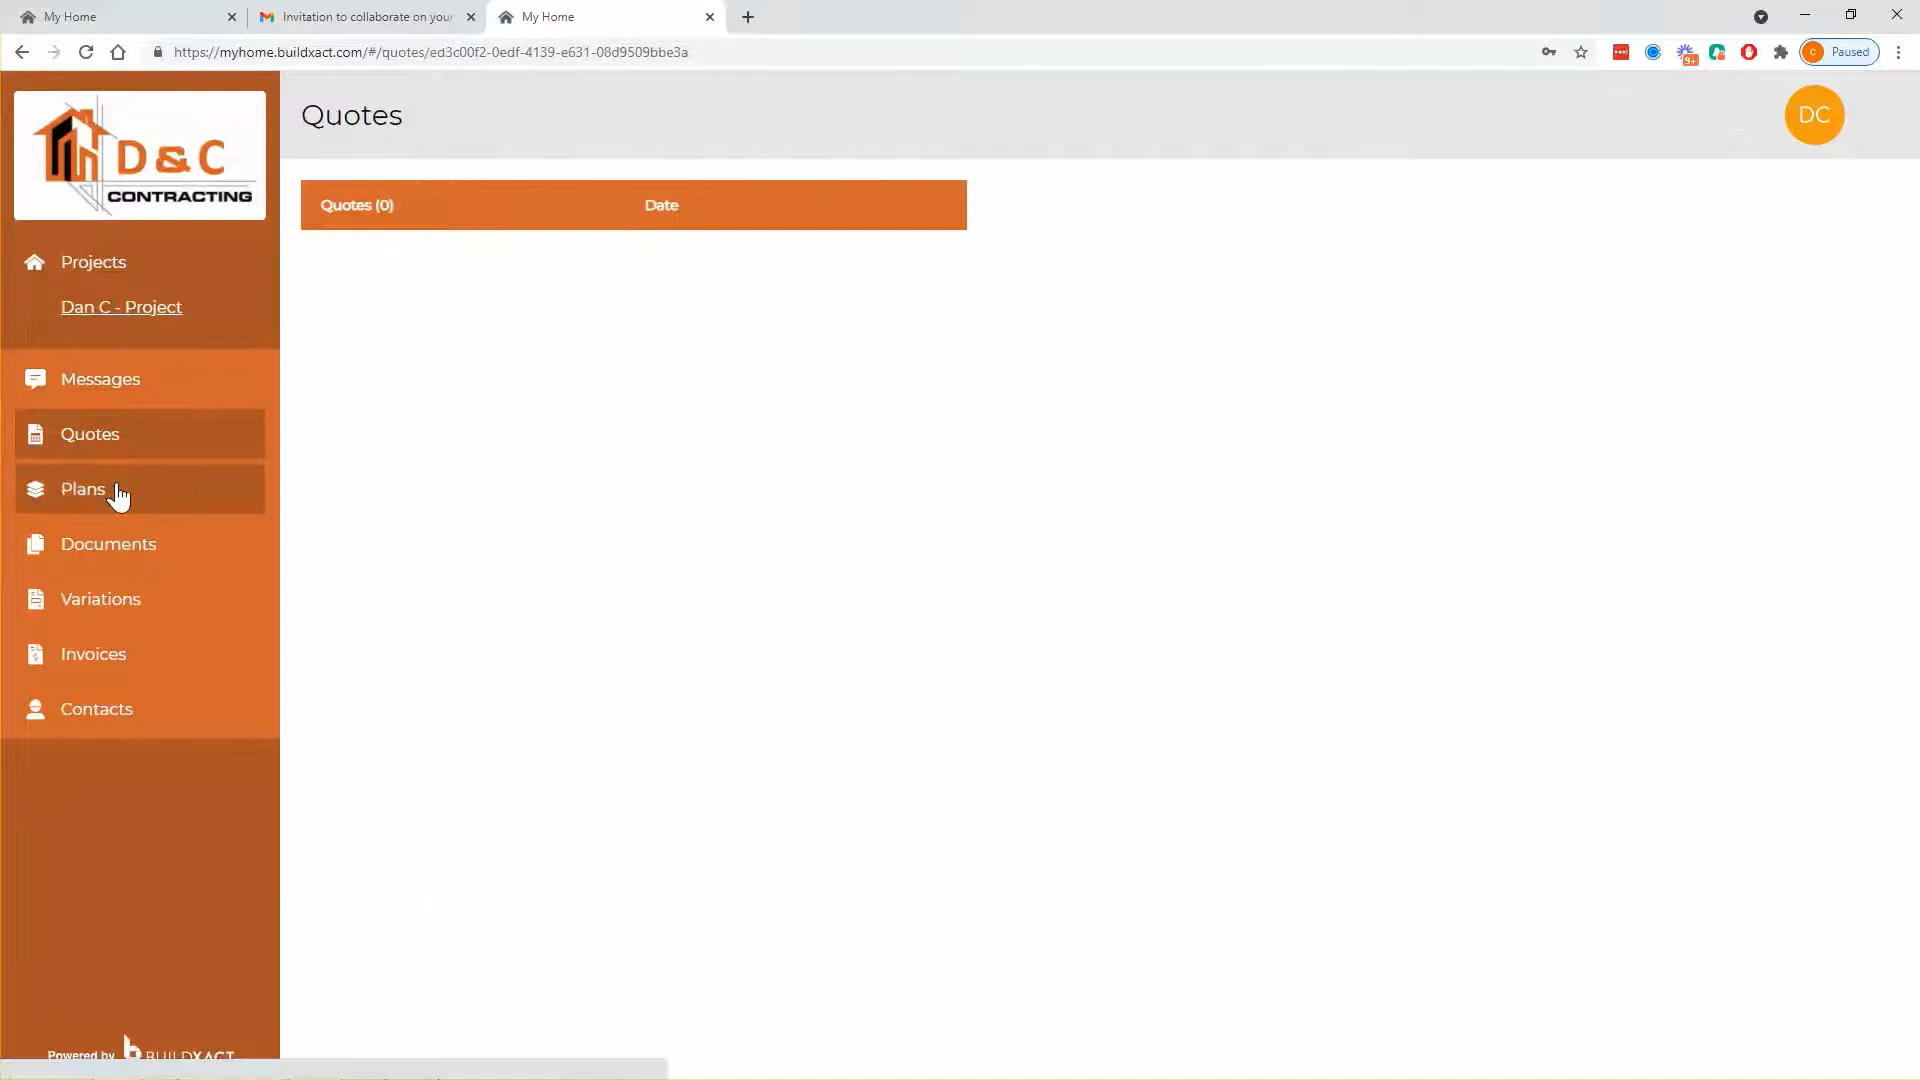 My Home
Invitation to collaborate on your
My Home
https://myhome.buildxact.com/#/quotes/ed3c00f2-0edf-4139-e631-08d9509bbe3a
9+
C
Paused
D & C
CONTRACTING
Quotes
DC
Quotes (0)
Date
Projects
Dan C - Project
Messages
Quotes
Plans
Documents
Variations
Invoices
Contacts
Powered by BUILDXACT